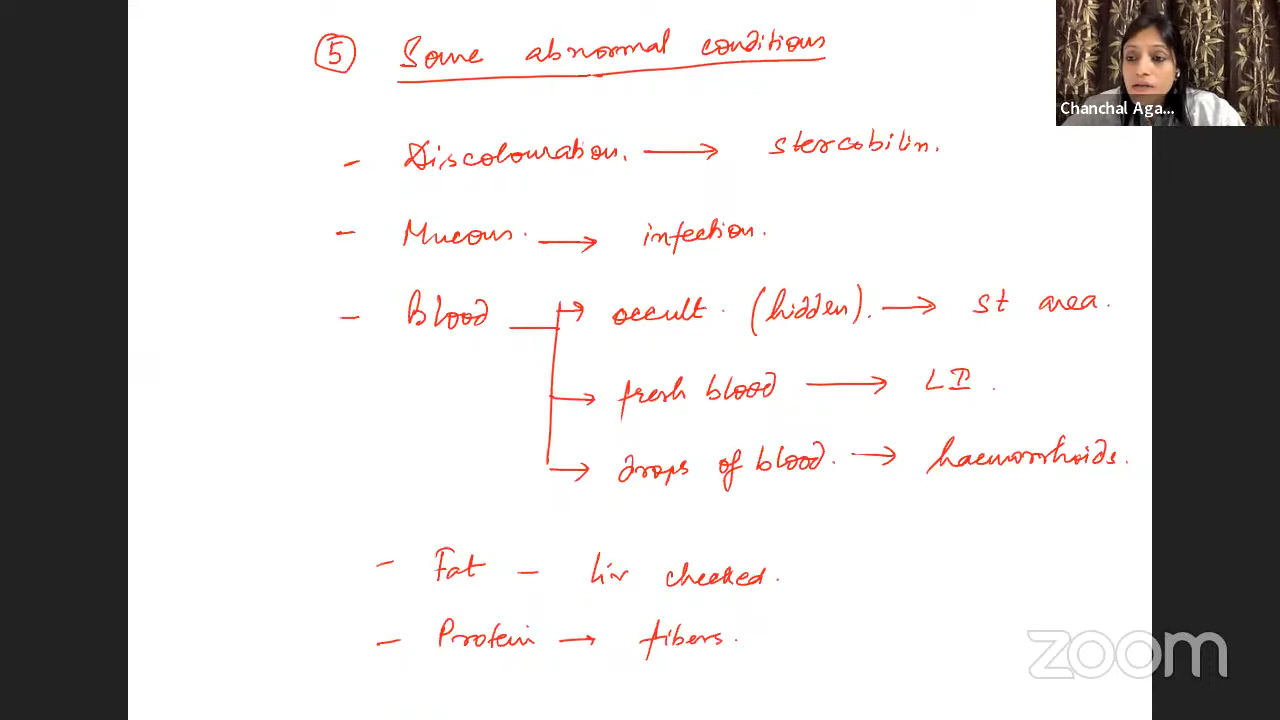 ⑤ Some abnormal conditions
Chanchal Aga...
- Discolouration. → stercobilin.
- Mucous. → infection.
- Blood → occult. (hidden). → St area.
→ fresh blood → LI.
→ drops of blood. → haemorrhoids.
- Fat - liv checked.
- Protein → fibers.
zoom